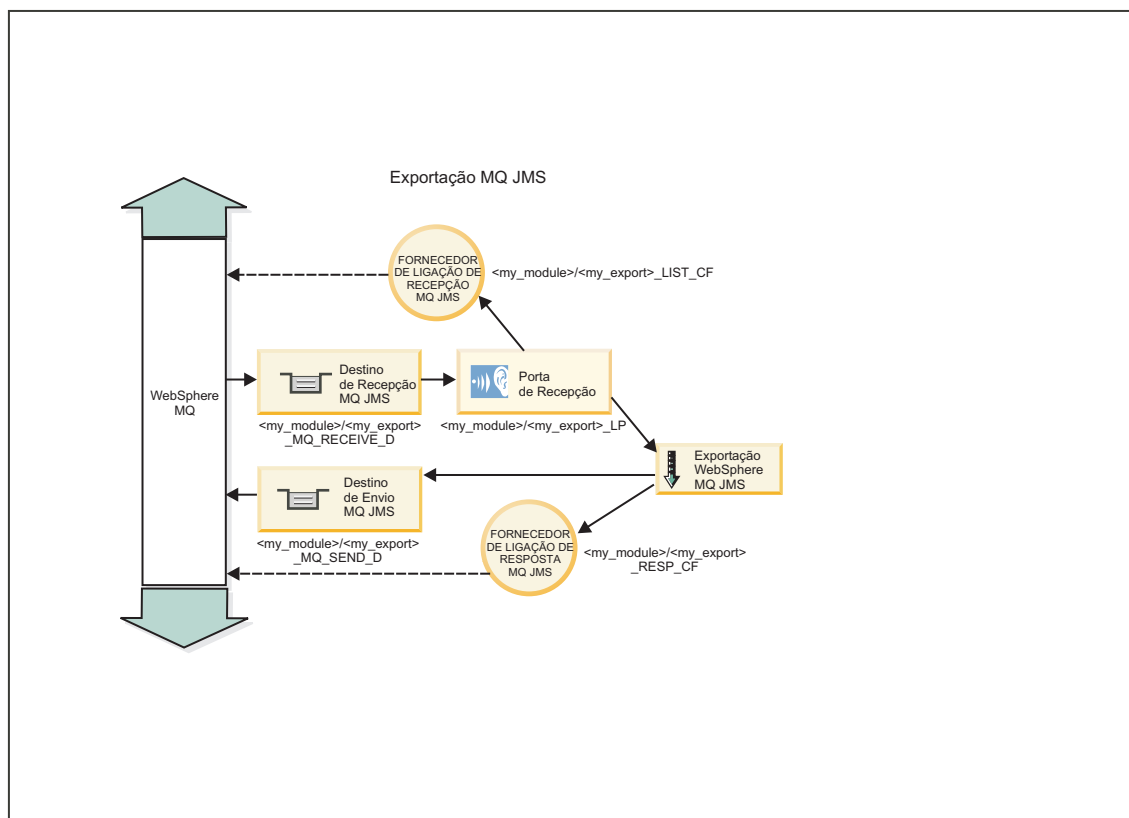 Exportação MQ JMS
FORNECEDOR
DE LIGAÇÃO DE
RECEPÇÃO
MQ JMS
<my_module>/<my_export>_LIST_CF
WebSphere
MQ
Destino
de Recepção
MQ JMS
<my_module>/<my_export>
_MQ_RECEIVE_D
Porta
de Recepção
<my_module>/<my_export>_LP
Exportação
WebSphere
MQ JMS
Destino
de Envio
MQ JMS
<my_module>/<my_export>
_MQ_SEND_D
FORNECEDOR
DE LIGAÇÃO DE
RESPOSTA
MQ JMS
<my_module>/<my_export>
_RESP_CF